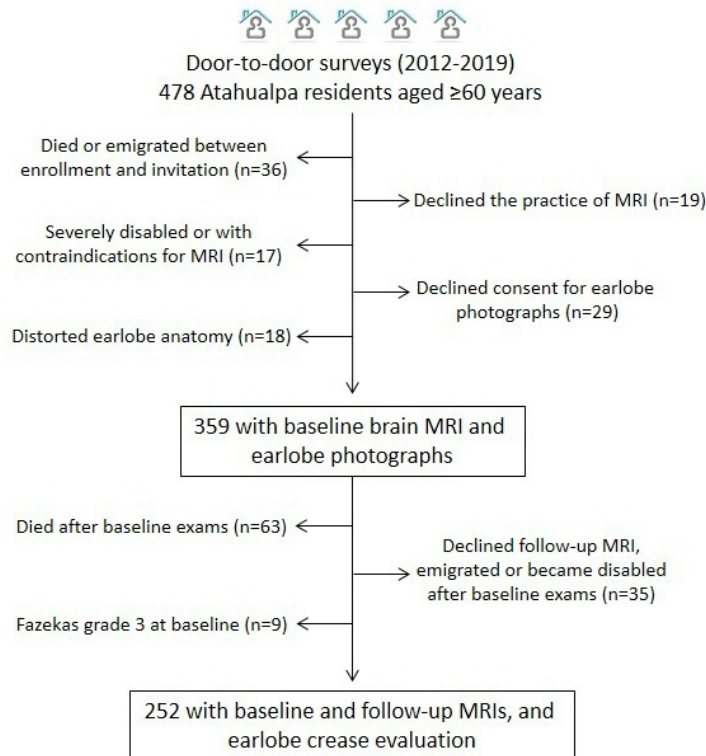 Door-to-door surveys (2012-2019)
478 Atahualpa residents aged ≥60 years
Died or emigrated between
enrollment and invitation (n=36)
Declined the practice of MRI (n=19)
Severely disabled or with
contraindications for MRI (n=17)
Declined consent for earlobe
photographs (n=29)
Distorted earlobe anatomy (n=18)
359 with baseline brain MRI and
earlobe photographs
Died after baseline exams (n=63)
Declined follow-up MRI,
emigrated or became disabled
after baseline exams (n=35)
Fazekas grade 3 at baseline (n=9)
252 with baseline and follow-up MRIs, and
earlobe crease evaluation